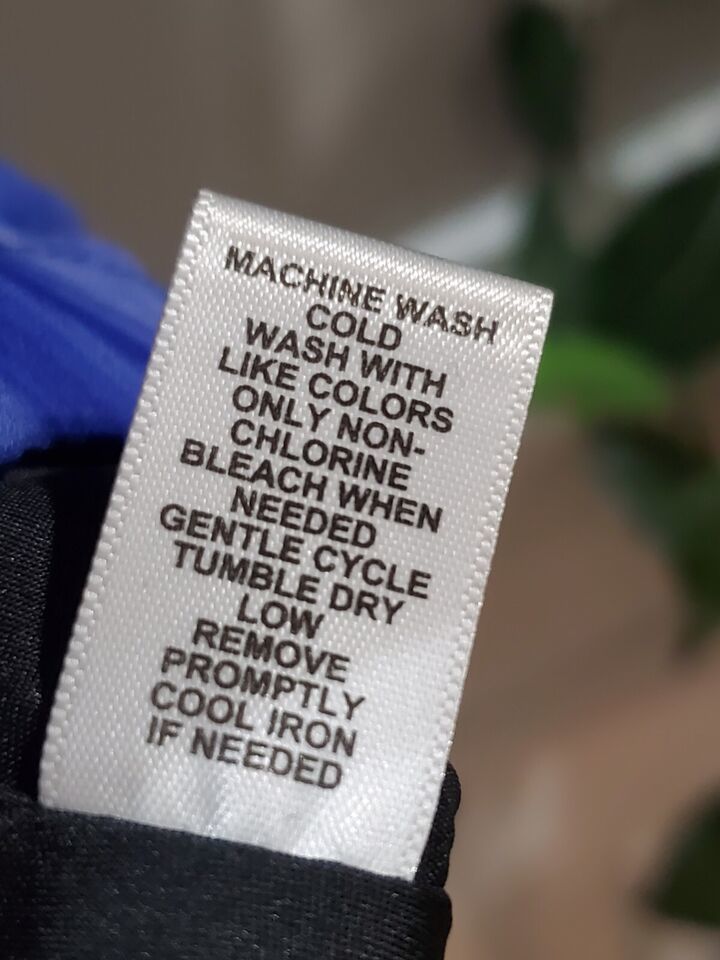 MACHINE WASH
COLD
WASH WITH
LIKE COLORS
ONLY NON-
CHLORINE
BLEACH WHEN
NEEDED
GENTLE CYCLE
TUMBLE DRY
LOW
REMOVE
PROMPTLY
COOL IRON
IF NEEDED